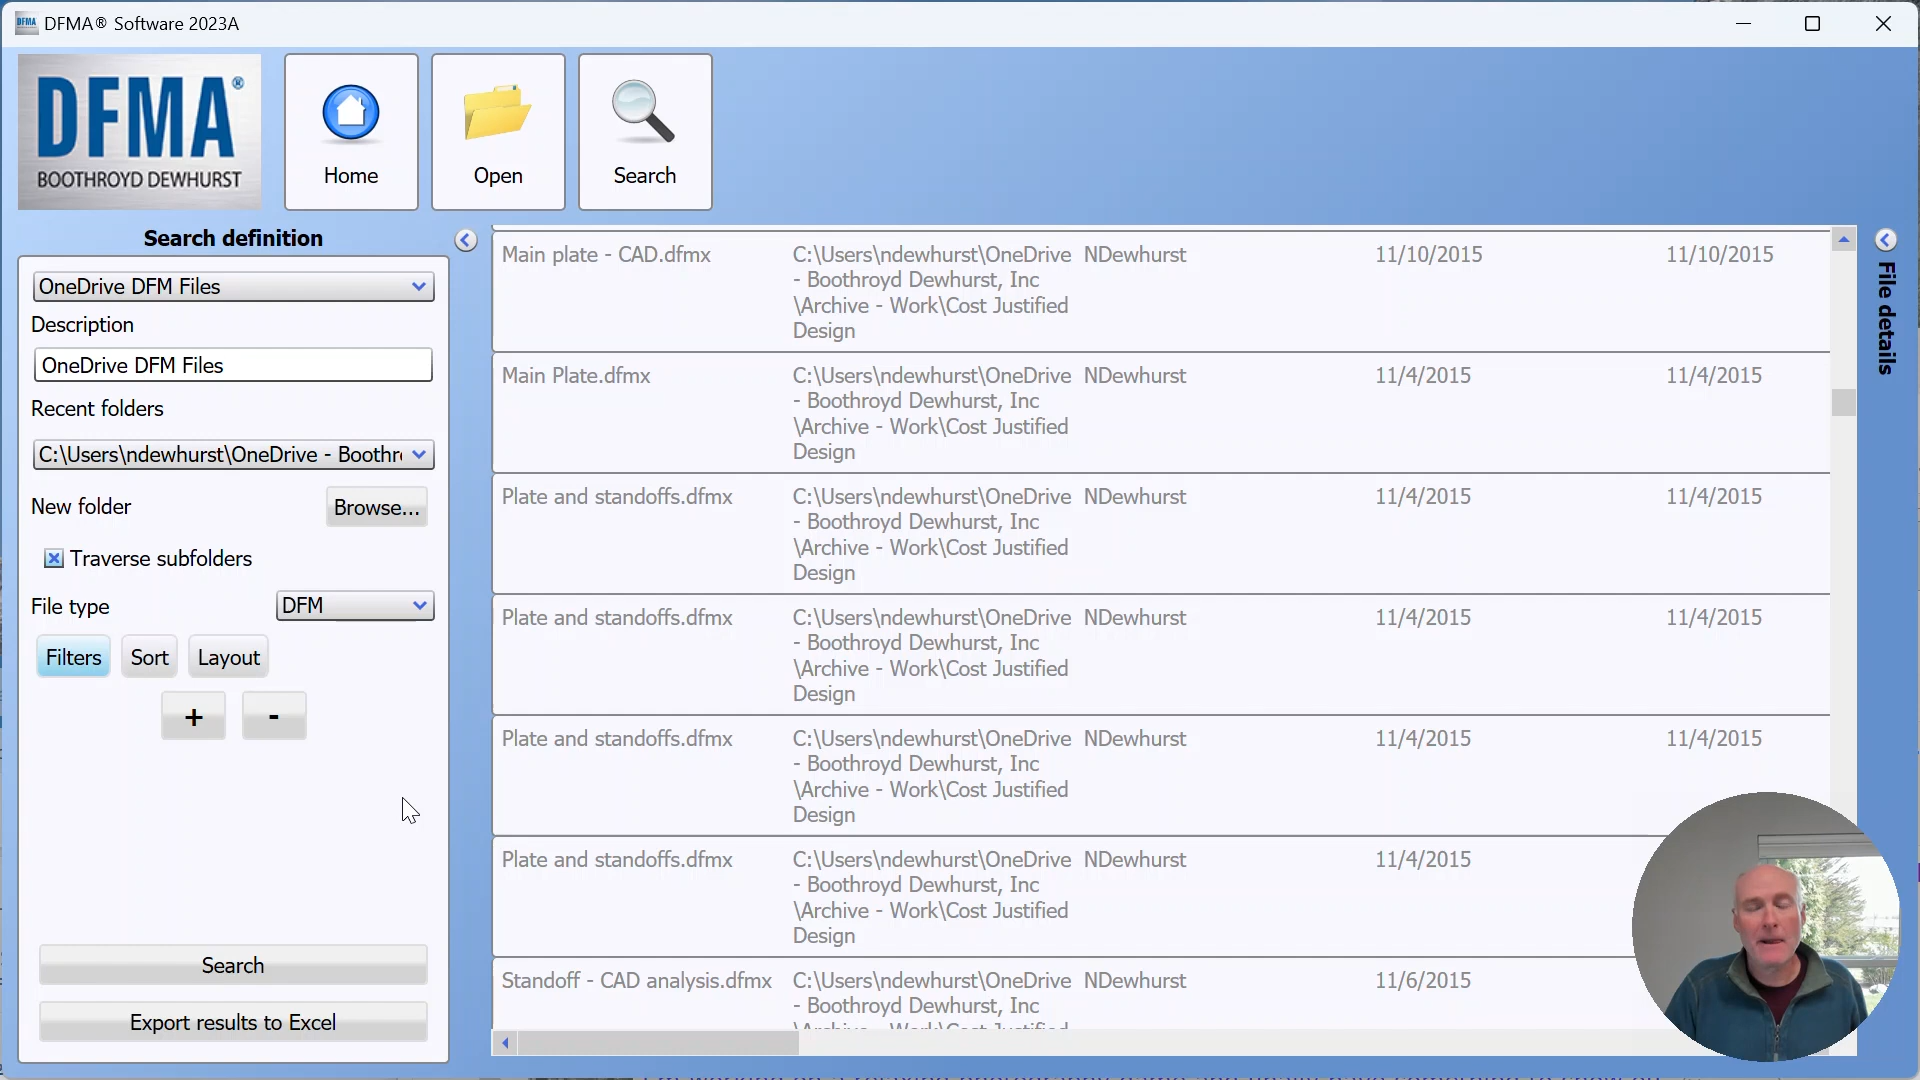 DFMA® Software 2023A
DFMA®
BOOTHROYD DEWHURST
Home
Open
Search
Search definition
OneDrive DFM Files
Description
OneDrive DFM Files
Recent folders
C:\Users\ndewhurst\OneDrive - Boothr
New folder
Browse...
Traverse subfolders
File type
DFM
Filters
Sort
Layout
+
-
Search
Export results to Excel
Main plate - CAD.dfmx C:\Users\ndewhurst\OneDrive NDewhurst 11/10/2015 11/10/2015
- Boothroyd Dewhurst, Inc
\Archive - Work\Cost Justified
Design
Main Plate.dfmx C:\Users\ndewhurst\OneDrive NDewhurst 11/4/2015 11/4/2015
- Boothroyd Dewhurst, Inc
\Archive - Work\Cost Justified
Design
Plate and standoffs.dfmx C:\Users\ndewhurst\OneDrive NDewhurst 11/4/2015 11/4/2015
- Boothroyd Dewhurst, Inc
\Archive - Work\Cost Justified
Design
Plate and standoffs.dfmx C:\Users\ndewhurst\OneDrive NDewhurst 11/4/2015 11/4/2015
- Boothroyd Dewhurst, Inc
\Archive - Work\Cost Justified
Design
Plate and standoffs.dfmx C:\Users\ndewhurst\OneDrive NDewhurst 11/4/2015 11/4/2015
- Boothroyd Dewhurst, Inc
\Archive - Work\Cost Justified
Design
Plate and standoffs.dfmx C:\Users\ndewhurst\OneDrive NDewhurst 11/4/2015
- Boothroyd Dewhurst, Inc
\Archive - Work\Cost Justified
Design
Standoff - CAD analysis.dfmx C:\Users\ndewhurst\OneDrive NDewhurst 11/6/2015
- Boothroyd Dewhurst, Inc
\Archive - Work\Cost Justified
File details